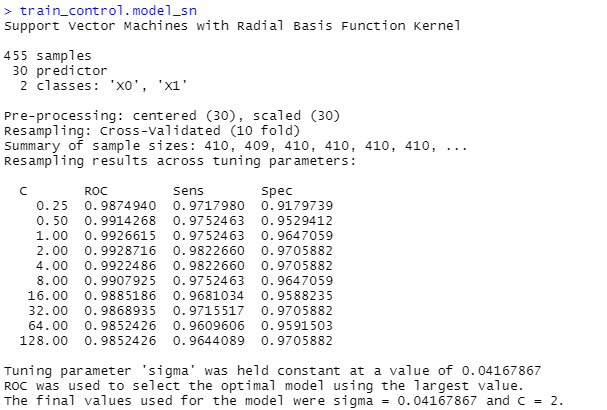 > train_control.model_sn
Support Vector Machines with Radial Basis Function Kernel
455 samples
30 predictor
2 classes: 'X0', 'X1'
Pre-processing: centered (30), scaled (30)
Resampling: Cross-Validated (10 fold)
Summary of sample sizes: 410, 409, 410, 410, 410, 410, ...
Resampling results across tuning parameters:
C ROC Sens Spec
0.25 0.9874940 0.9717980 0.9179739
0.50 0.9914268 0.9752463 0.9529412
1.00 0.9926615 0.9752463 0.9647059
2.00 0.9928716 0.9822660 0.9705882
4.00 0.9922486 0.9822660 0.9705882
8.00 0.9907925 0.9752463 0.9647059
16.00 0.9885186 0.9681034 0.9588235
32.00 0.9868935 0.9715517 0.9705882
64.00 0.9852426 0.9609606 0.9591503
128.00 0.9852426 0.9644089 0.9705882
Tuning parameter 'sigma' was held constant at a value of 0.04167867
ROC was used to select the optimal model using the largest value.
The final values used for the model were sigma = 0.04167867 and C = 2.